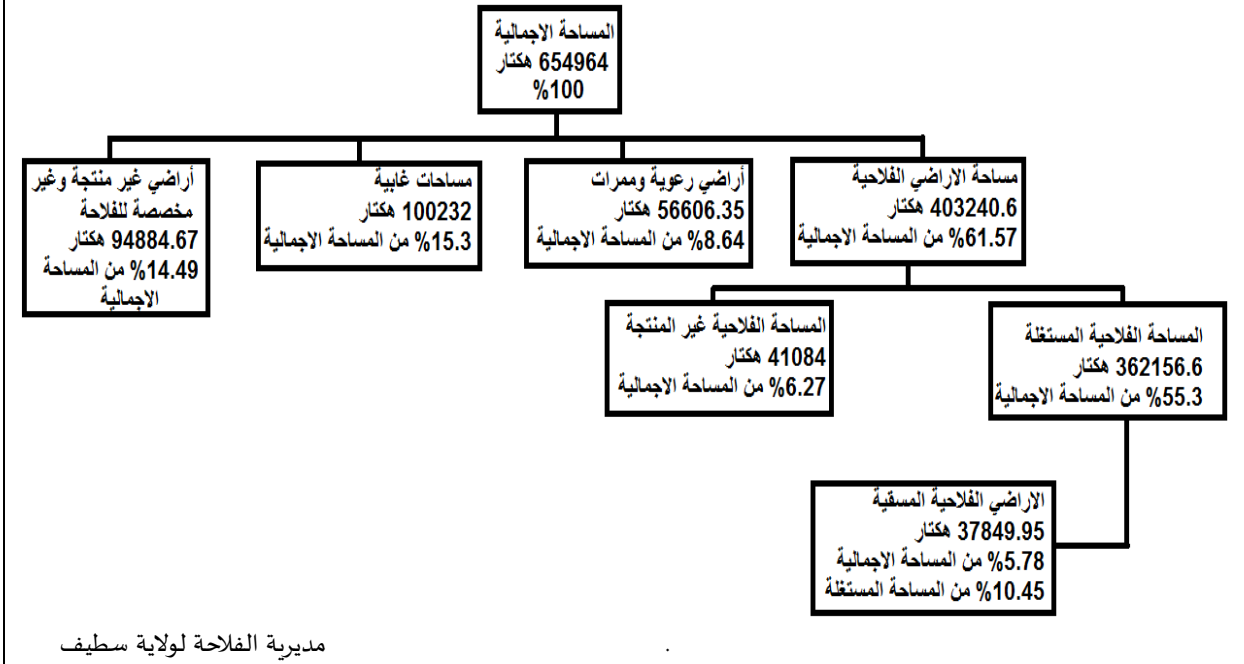 المساحة الاجمالية
654964 هكتار
%100
مساحة الاراضي الفلاحية
403240.6 هكتار
%61.57 من المساحة الاجمالية
أراضي رعوية وممرات
56606.35 هكتار
%8.64 من المساحة الاجمالية
مساحات غابية
100232 هكتار
%15.3 من المساحة الاجمالية
أراضي غير منتجة وغير
مخصصة للفلاحة
94884.67 هكتار
%14.49 من المساحة
الاجمالية
المساحة الفلاحية المستغلة
362156.6 هكتار
%55.3 من المساحة الاجمالية
المساحة الفلاحية غير المنتجة
41084 هكتار
%6.27 من المساحة الاجمالية
الاراضي الفلاحية المسقية
37849.95 هكتار
%5.78 من المساحة الاجمالية
%10.45 من المساحة المستغلة
. مديرية الفلاحة لولاية سطيف